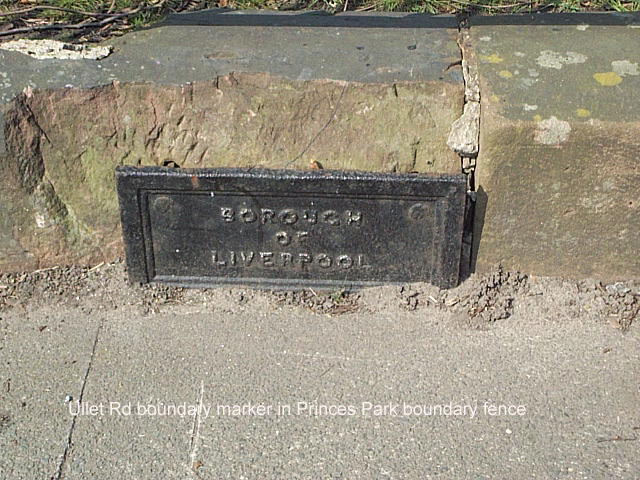 BOROUGH
OF
LIVERPOOL
Ullet Rd boundary marker in Princes Park boundary fence